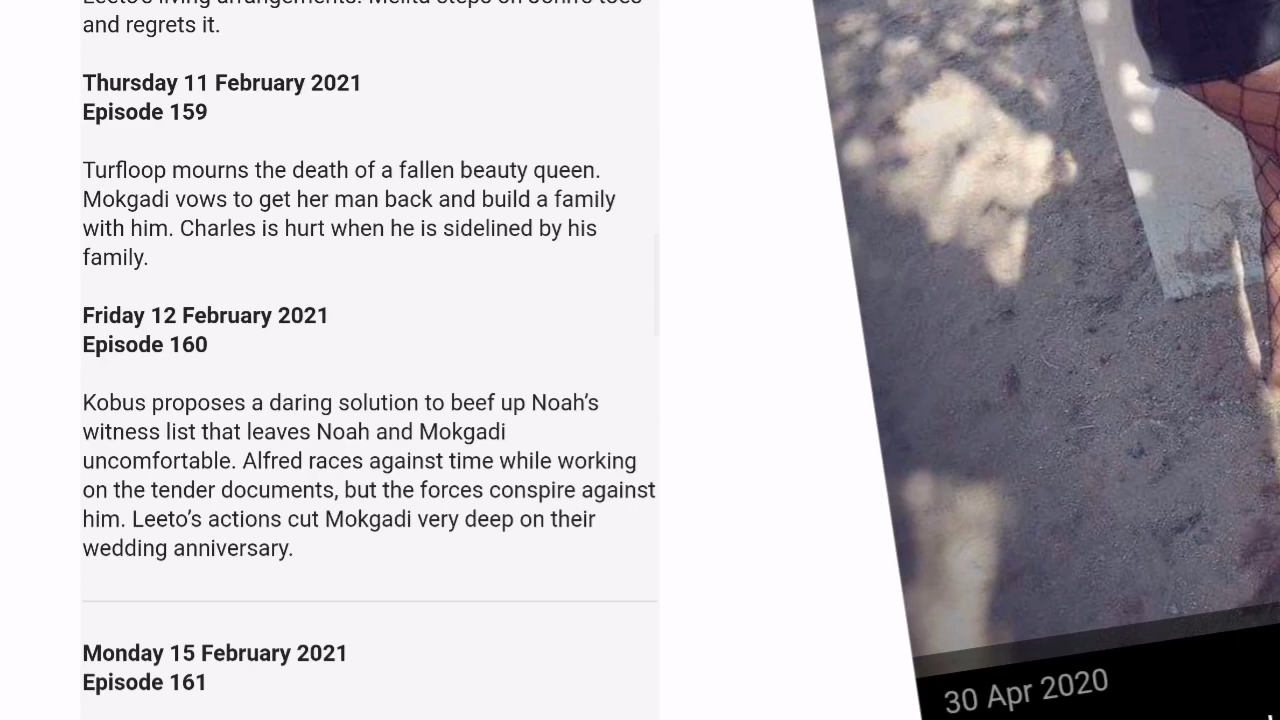 and regrets it.
Thursday 11 February 2021
Episode 159
Turfloop mourns the death of a fallen beauty queen.
Mokgadi vows to get her man back and build a family
with him. Charles is hurt when he is sidelined by his
family.
Friday 12 February 2021
Episode 160
Kobus proposes a daring solution to beef up Noah’s
witness list that leaves Noah and Mokgadi
uncomfortable. Alfred races against time while working
on the tender documents, but the forces conspire against
him. Leeto’s actions cut Mokgadi very deep on their
wedding anniversary.
Monday 15 February 2021
Episode 161
30 Apr 2020